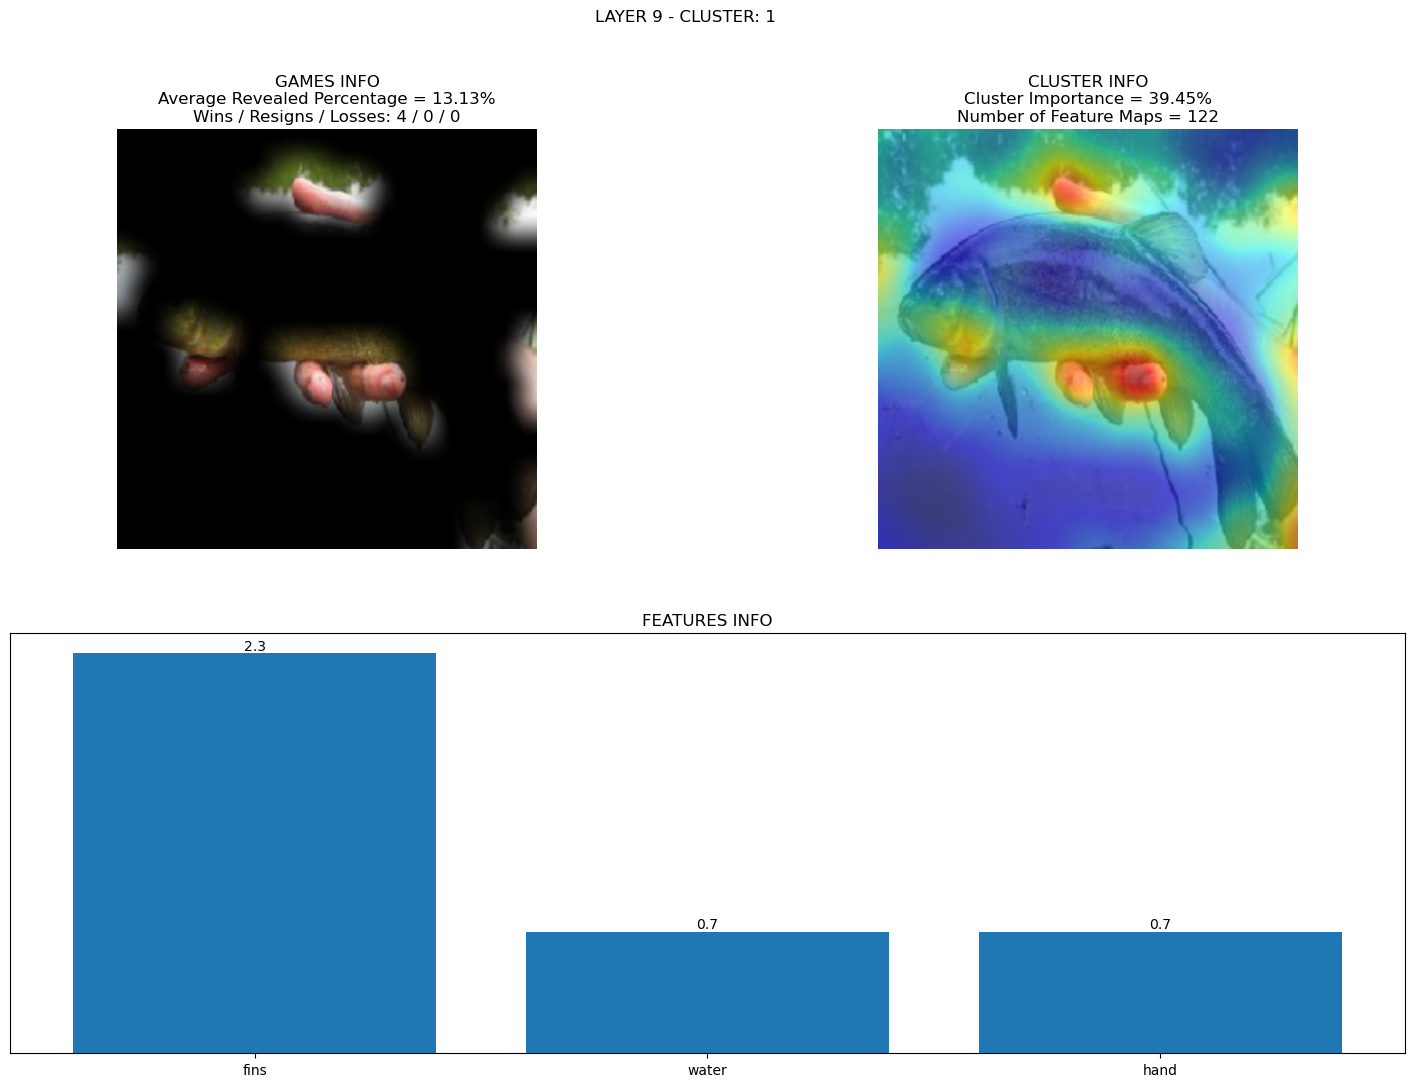 LAYER 9 - CLUSTER: 1
GAMES INFO
Average Revealed Percentage = 13.13%
Wins / Resigns / Losses: 4 / 0 / 0
CLUSTER INFO
Cluster Importance = 39.45%
Number of Feature Maps = 122
FEATURES INFO
2.3
0.7
0.7
fins
water
hand